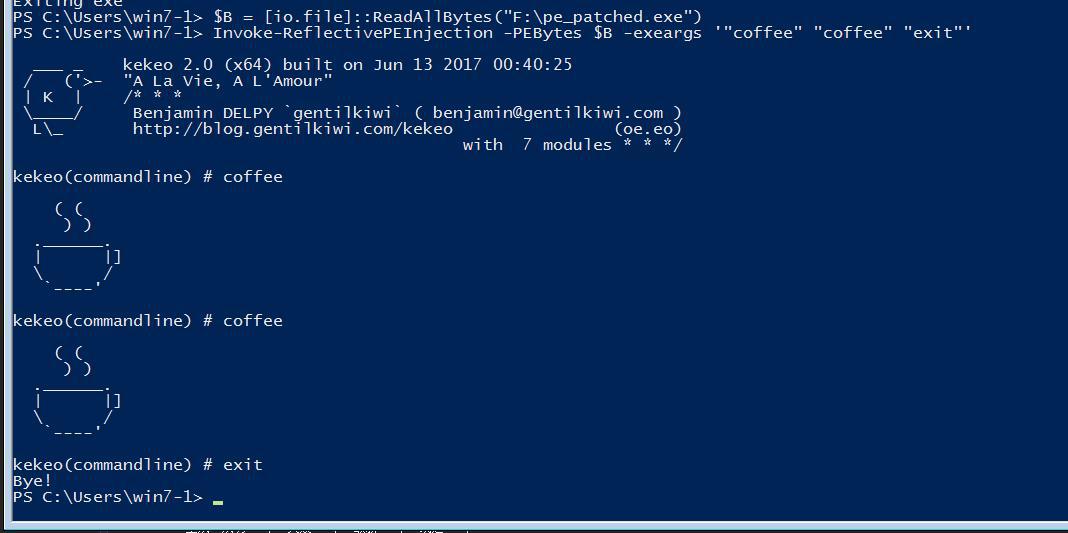 Exiting exe
PS C:\Users\win7-1> $B = [io.file]::ReadAllBytes("F:\pe_patched.exe")
PS C:\Users\win7-1> Invoke-ReflectivePEInjection -PEBytes $B -exeargs '"coffee" "coffee" "exit"'
  ___ _    kekeo 2.0 (x64) built on Jun 13 2017 00:40:25
 /   ('>-  "A La Vie, A L'Amour"
 | K  |    /* * *
 \____/     Benjamin DELPY `gentilkiwi` ( benjamin@gentilkiwi.com )
  L\_       http://blog.gentilkiwi.com/kekeo                (oe.eo)
                                             with  7 modules * * */
kekeo(commandline) # coffee
    ( (
     ) )
  .______.
  |      |]
  \      /
   `----'
kekeo(commandline) # coffee
    ( (
     ) )
  .______.
  |      |]
  \      /
   `----'
kekeo(commandline) # exit
Bye!
PS C:\Users\win7-1> _